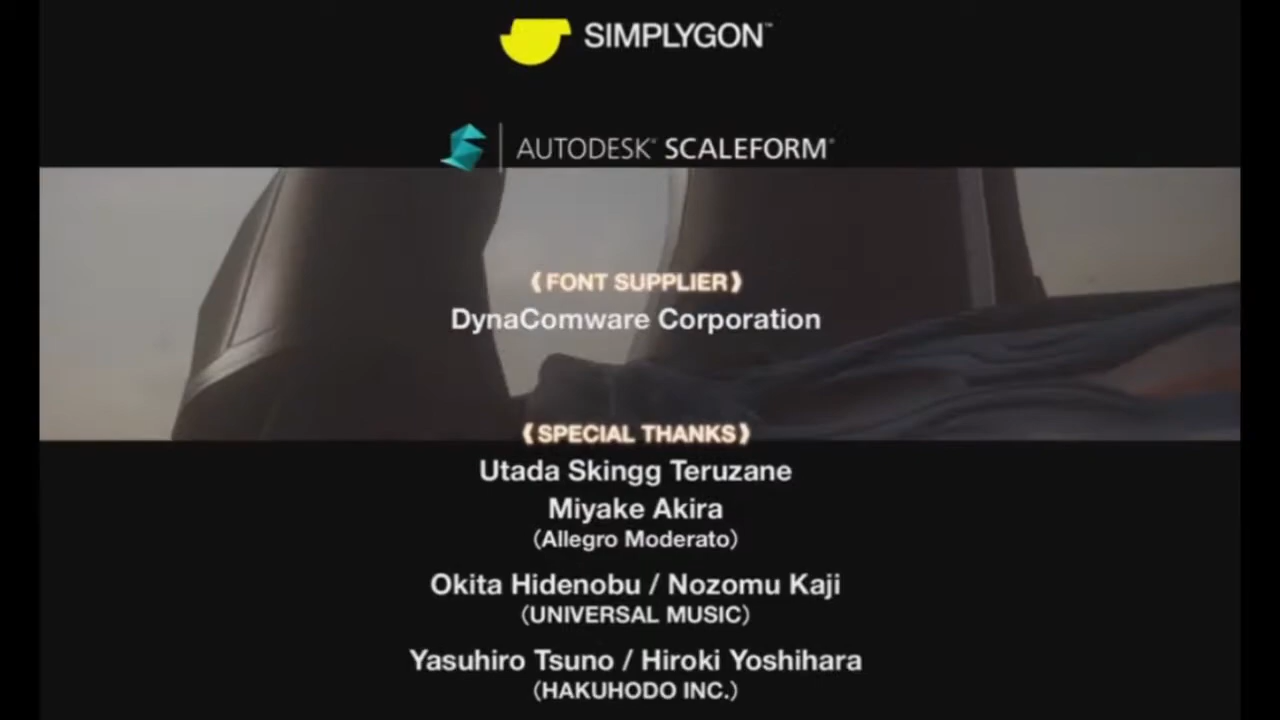 SIMPLYGON™
AUTODESK® SCALEFORM®
《FONT SUPPLIER》
DynaComware Corporation
《SPECIAL THANKS》
Utada Skingg Teruzane
Miyake Akira
(Allegro Moderato)
Okita Hidenobu / Nozomu Kaji
(UNIVERSAL MUSIC)
Yasuhiro Tsuno / Hiroki Yoshihara
(HAKUHODO INC.)